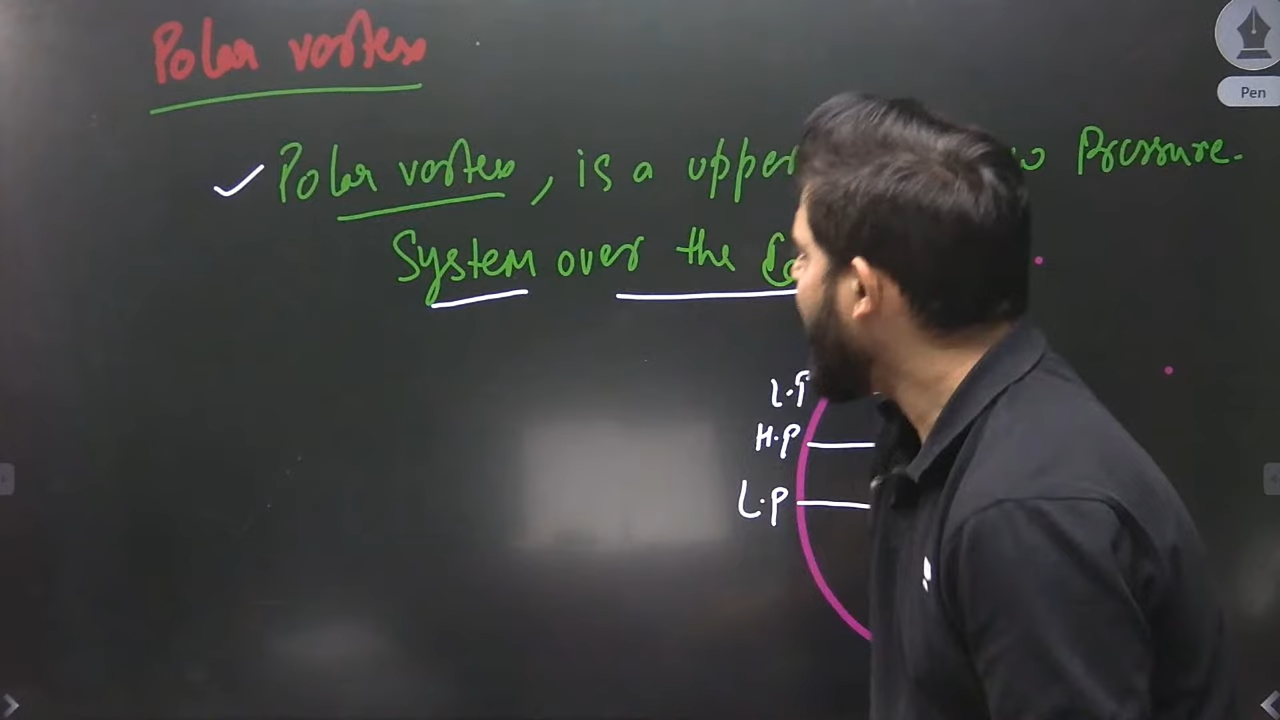 Polar vortex
Pen
Polar vortex, is a upper Pressure.
System over the
L.P
H.P
L.P